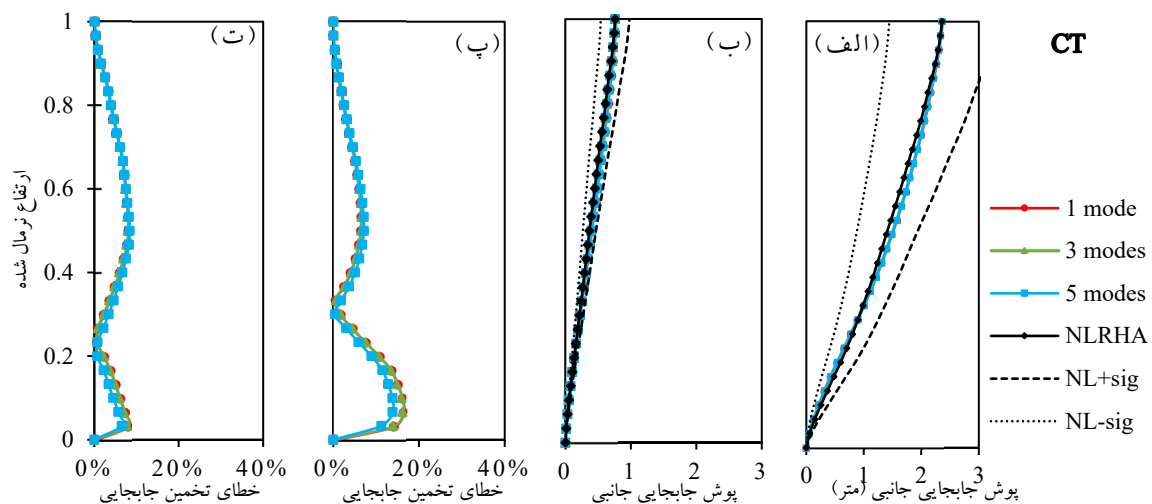 (ت)
(پ)
(ب)
(الف)
CT
ارتفاع نرمال شده
1
0.8
0.6
0.4
0.2
0
0% 20% 40%
خطای تخمین جابجایی
0% 20% 40%
خطای تخمین جابجایی
0 1 2 3
پوش جابجایی جانبی
0 1 2 3
پوش جابجایی جانبی (متر)
1 mode
3 modes
5 modes
NLRHA
NL+sig
NL-sig